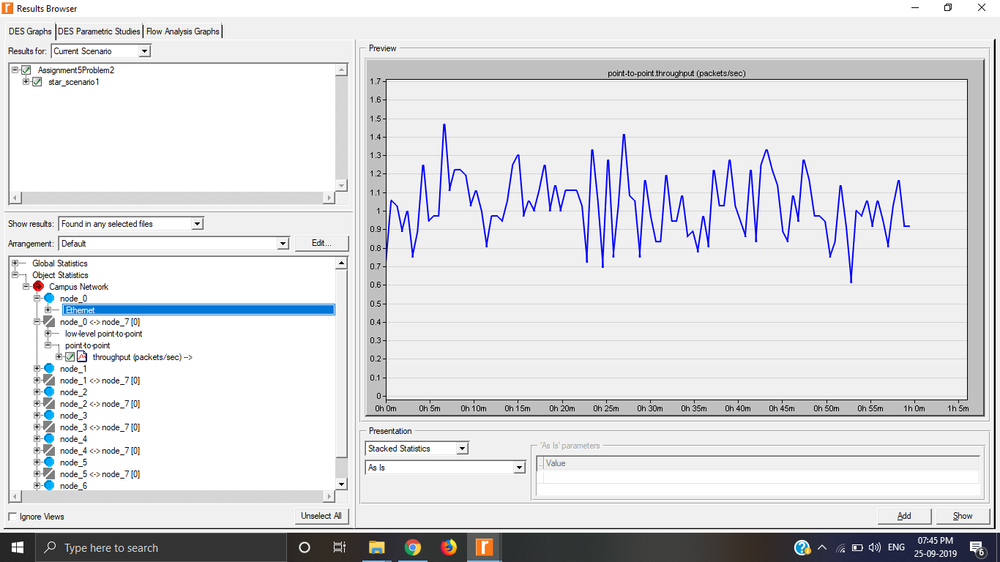 Results Browser
DES Graphs DES Parametric Studies Flow Analysis Graphs
Results for: Current Scenario
Assignment5Problem2
star_scenario1
Show results: Found in any selected files
Arrangement: Default Edit...
Global Statistics
Object Statistics
Campus Network
node_0
Ethernet
node_0 <-> node_7 [0]
low-level point-to-point
point-to-point
throughput (packets/sec) -->
node_1
node_1 <-> node_7 [0]
node_2
node_2 <-> node_7 [0]
node_3
node_3 <-> node_7 [0]
node_4
node_4 <-> node_7 [0]
node_5
node_5 <-> node_7 [0]
node_6
Ignore Views Unselect All
Preview
point-to-point.throughput (packets/sec)
1.7
1.6
1.5
1.4
1.3
1.2
1.1
1
0.9
0.8
0.7
0.6
0.5
0.4
0.3
0.2
0.1
0
0h 0m 0h 5m 0h 10m 0h 15m 0h 20m 0h 25m 0h 30m 0h 35m 0h 40m 0h 45m 0h 50m 0h 55m 1h 0m 1h 5m
Presentation
Stacked Statistics
As Is
'As Is' parameters
.. Value
Add Show
Type here to search
ENG
07:45 PM
25-09-2019
6